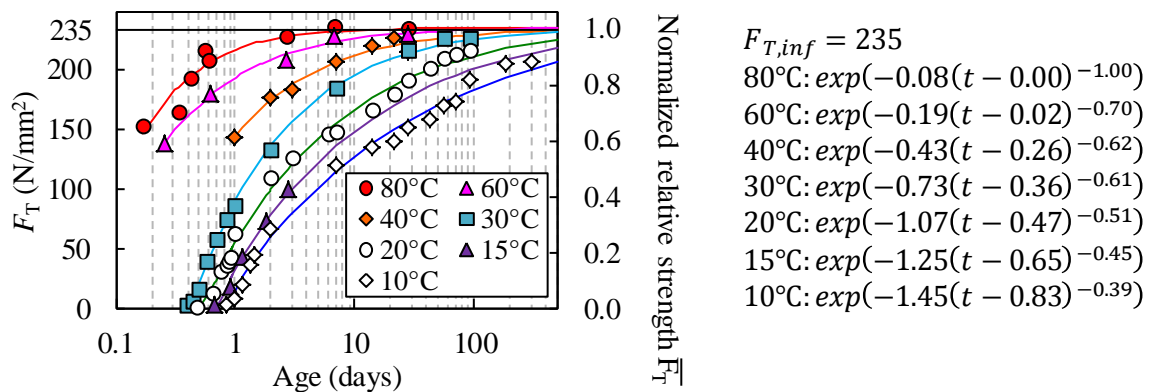 F_T (N/mm²)
235
200
150
100
50
0
0.1 1 10 100
Age (days)
80°C 60°C
40°C 30°C
20°C 15°C
10°C
1.0
0.8
0.6
0.4
0.2
0.0
Normalized relative strength F̅_T̅
F_{T,inf} = 235
80℃: exp(−0.08(t − 0.00)^{−1.00})
60℃: exp(−0.19(t − 0.02)^{−0.70})
40℃: exp(−0.43(t − 0.26)^{−0.62})
30℃: exp(−0.73(t − 0.36)^{−0.61})
20℃: exp(−1.07(t − 0.47)^{−0.51})
15℃: exp(−1.25(t − 0.65)^{−0.45})
10℃: exp(−1.45(t − 0.83)^{−0.39})